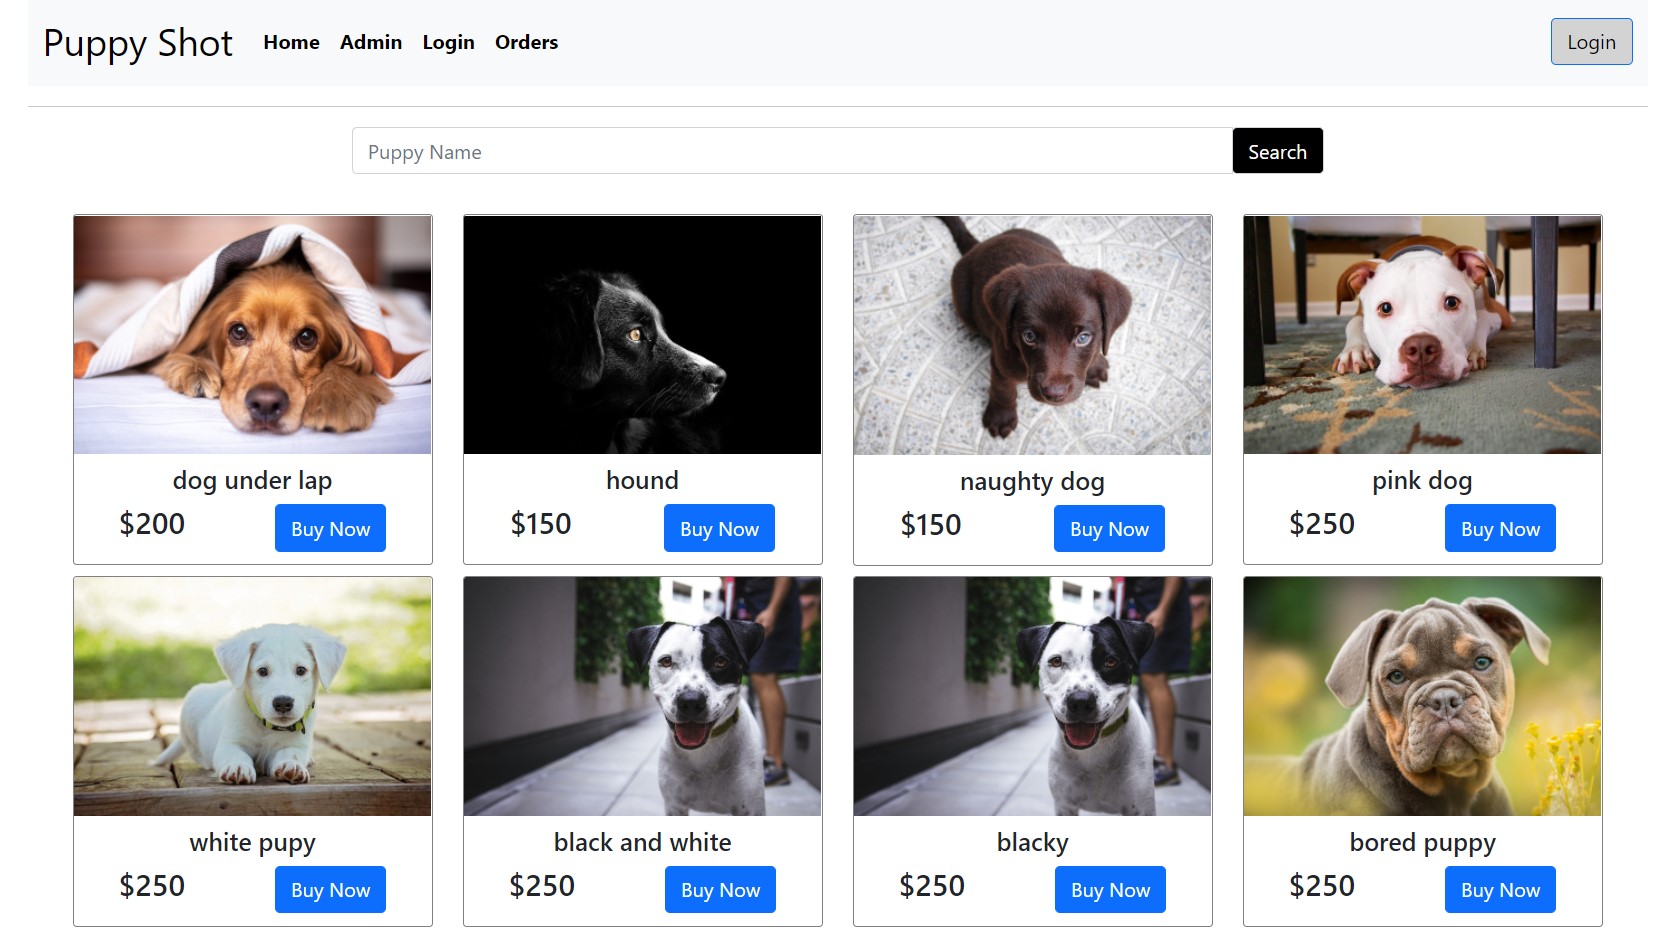 Puppy Shot Home Admin Login Orders Login
Puppy Name Search
dog under lap
$200 Buy Now
hound
$150 Buy Now
naughty dog
$150 Buy Now
pink dog
$250 Buy Now
white pupy
$250 Buy Now
black and white
$250 Buy Now
blacky
$250 Buy Now
bored puppy
$250 Buy Now